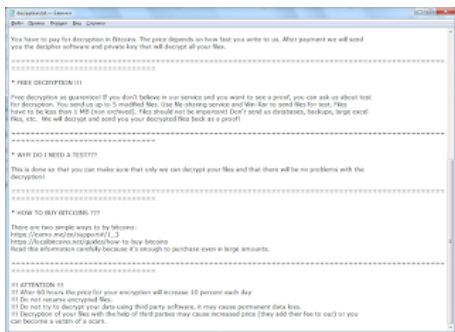 You have to pay for decryption in Bitcoins. The price depends on how fast you write to us. After payment we will send
you the decipher software and private key that will decrypt all your files.
================================================================================
==========================
* FREE DECRYPTION !!!
Free decryption as guarantee! If you don't believe in our service and you want to see a proof, you can ask us about test
for decryption. You send us up to 5 modified files. Use file-sharing service and Win-Rar to send files for test. Files
have to be less than 1 MB (non archived). Files should not be important! Don't send us databases, backups, large excel
files, etc. We will decrypt and send you your decrypted files back as a proof!
================================================================================
==========================
* WHY DO I NEED A TEST???
This is done so that you can make sure that only we can decrypt your files and that there will be no problems with the
decryption!
================================================================================
==========================
* HOW TO BUY BITCOINS ???
There are two simple ways to by bitcoins:
https://exmo.me/en/support#/1_3
https://localbitcoins.net/guides/how-to-buy-bitcoins
Read this information carefully because it's enough to purchase even in large amounts.
================================================================================
==========================
!!! ATTENTION !!!
!!! After 60 hours the price for your encryption will increase 10 percent each day
!!! Do not rename encrypted files.
!!! Do not try to decrypt your data using third party software, it may cause permanent data loss.
!!! Decryption of your files with the help of third parties may cause increased price (they add their fee to our) or you
can become a victim of a scam.